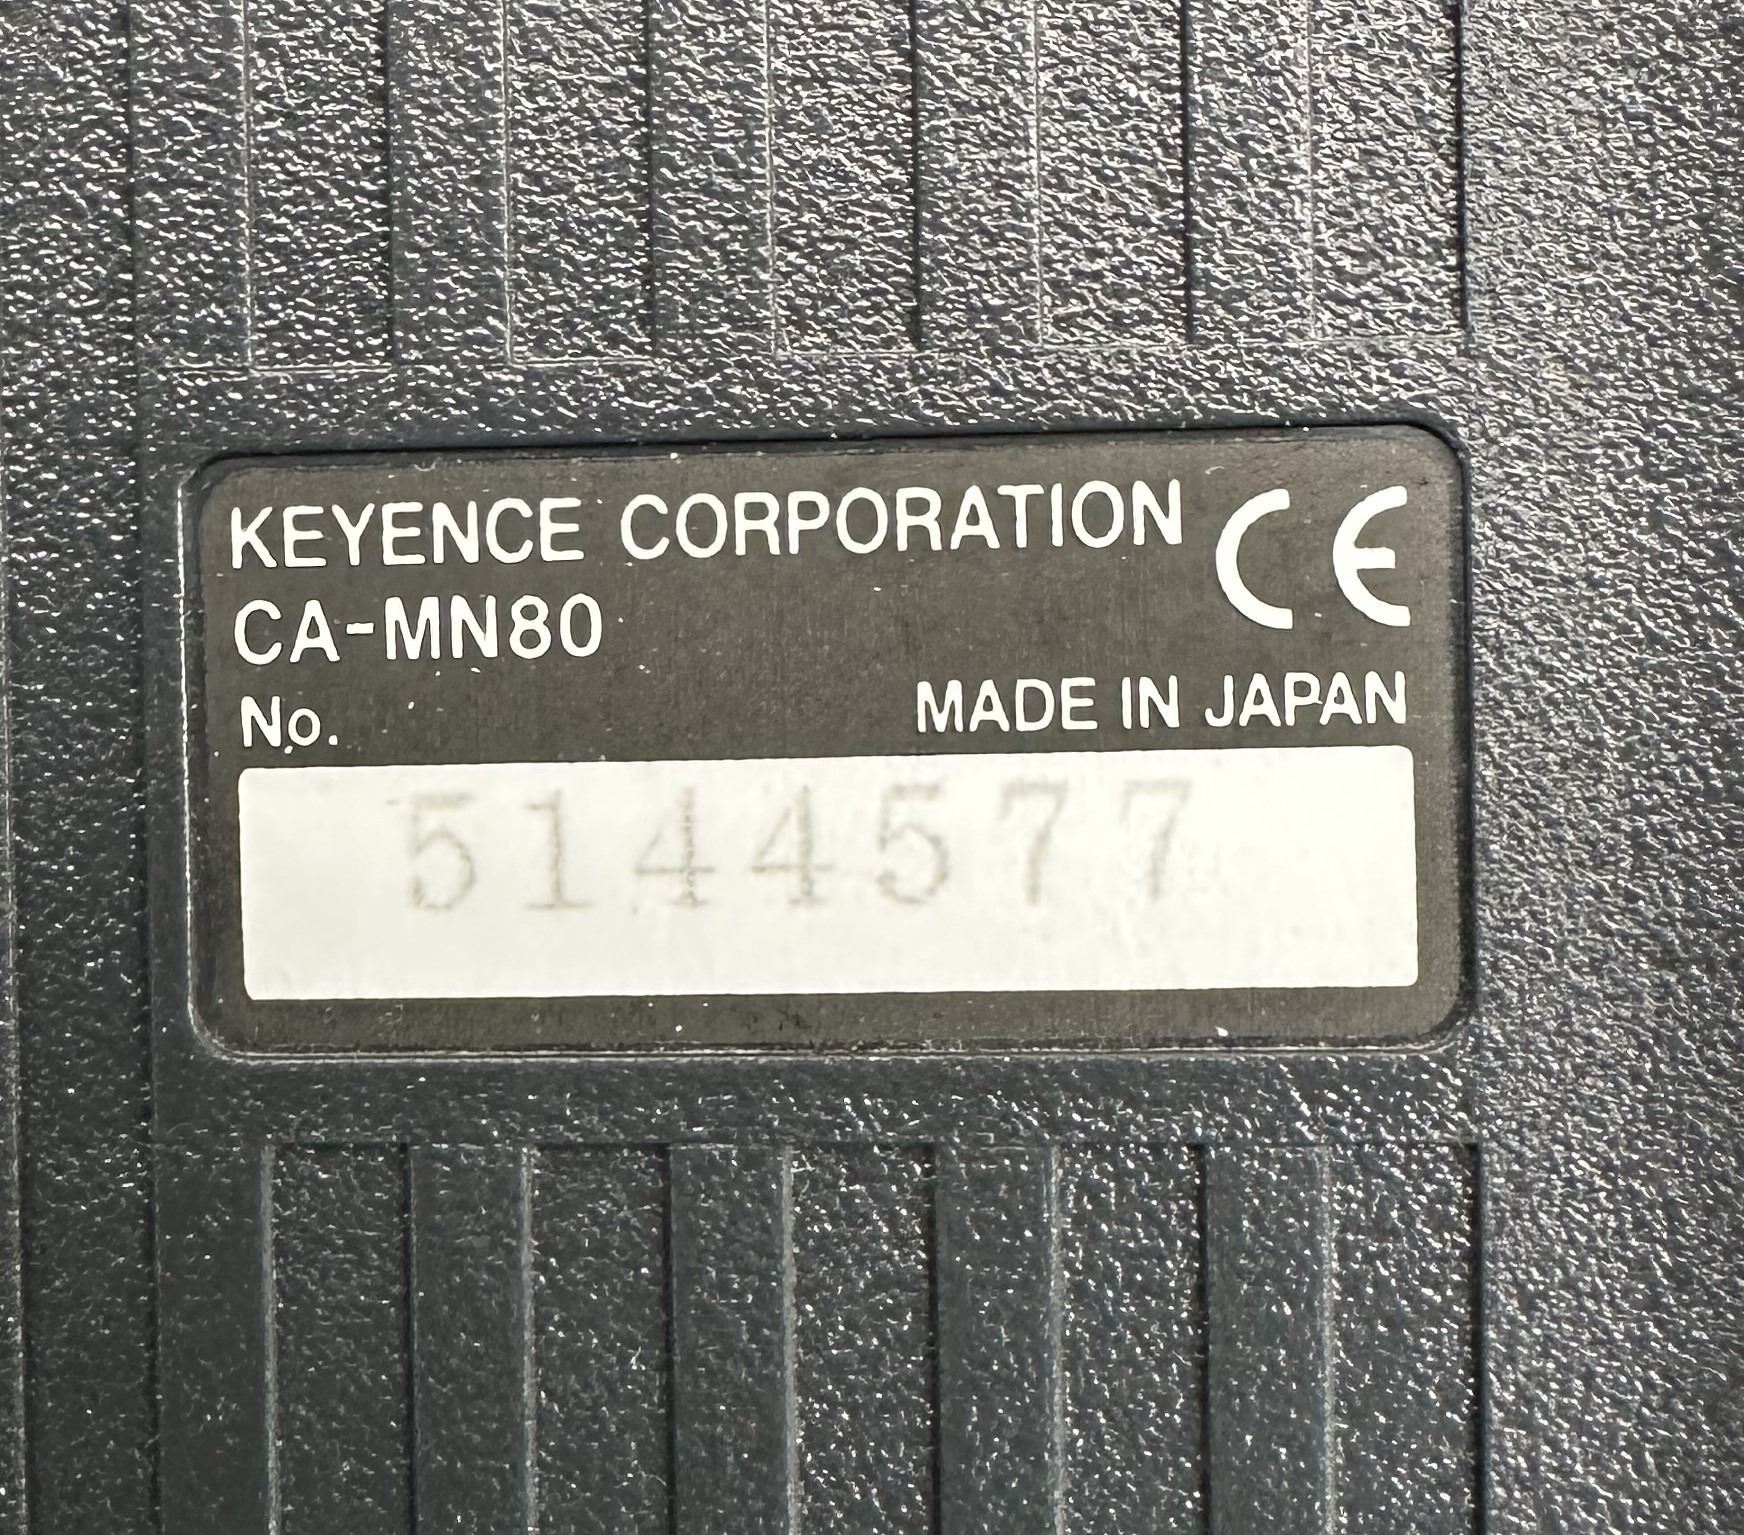 KEYENCE CORPORATION CE
CA-MN80
No. MADE IN JAPAN
5144577